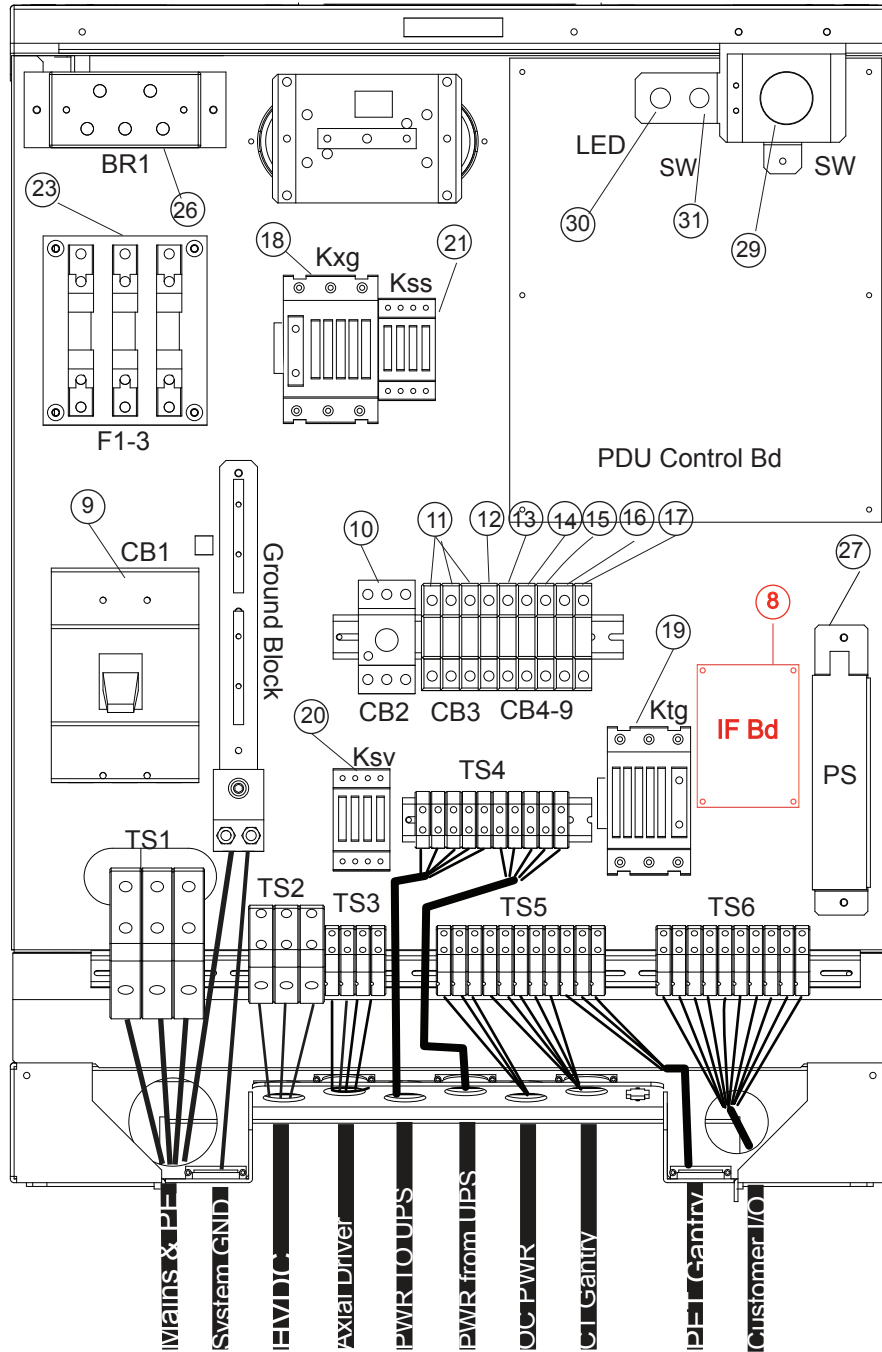 LED
SW
SW
BR1
23
26
30
31
29
18
Kxg
Kss
21
F1-3
PDU Control Bd
9
CB1
Ground Block
10
11
12
13
14
15
16
17
8
27
19
CB2
CB3
CB4-9
Ktg
IF Bd
20
Ksv
TS4
PS
TS1
TS2
TS3
TS5
TS6
Mains & PE
System GND
HVDC
Axial Driver
PWR TO UPS
PWR from UPS
OC PWR
CT Gantry
PET Gantry
Customer I/O